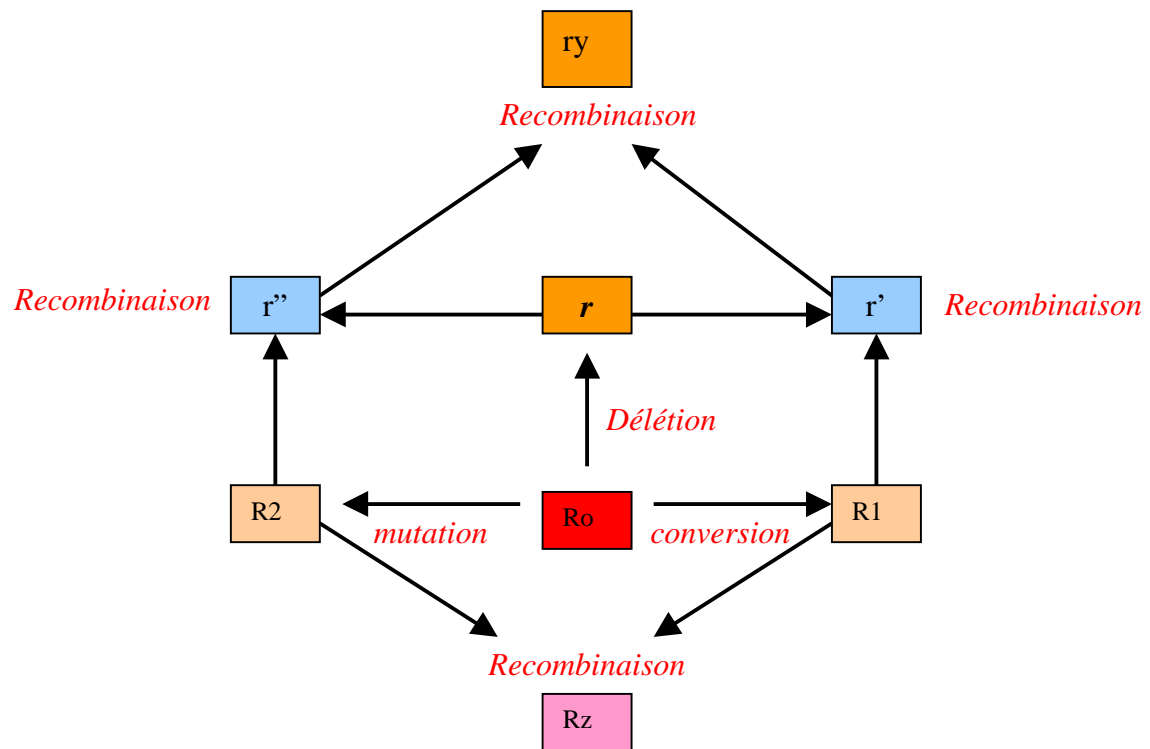 ry
Recombinaison
Recombinaison
r”
r
r’
Recombinaison
Délétion
R2
mutation
Ro
conversion
R1
Recombinaison
Rz